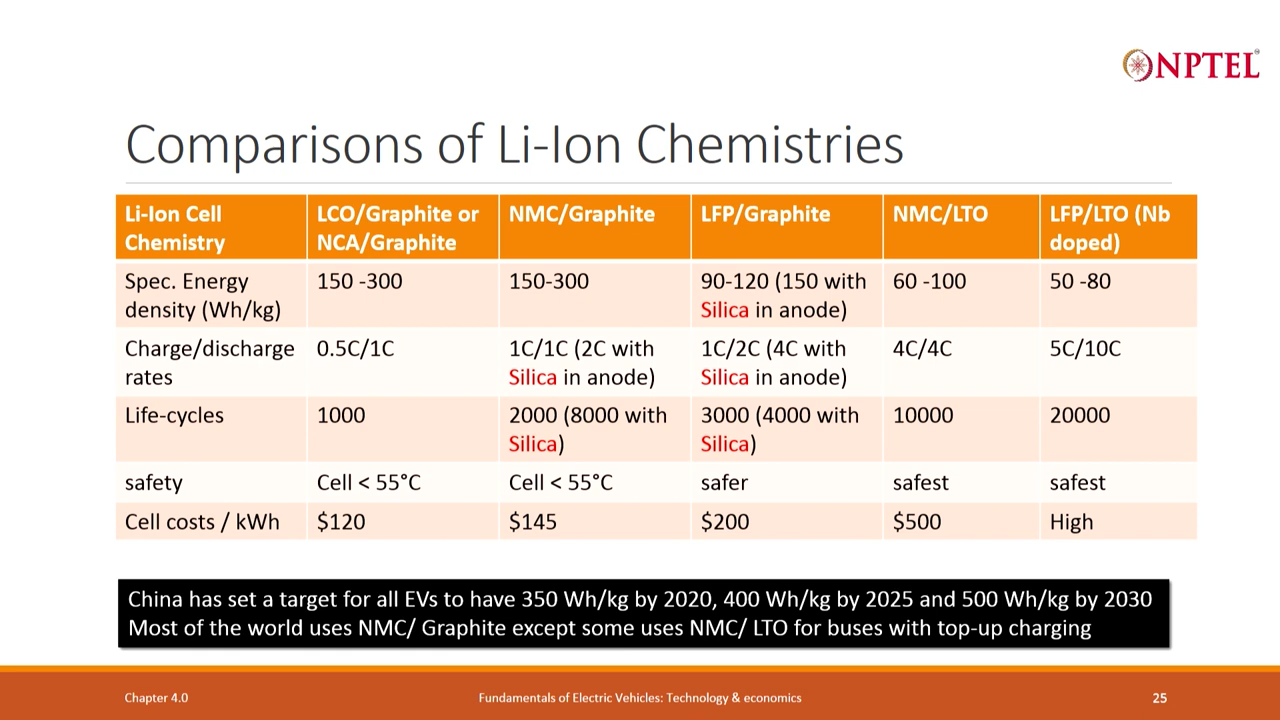 NPTEL
Comparisons of Li-Ion Chemistries
Li-Ion Cell Chemistry LCO/Graphite or NCA/Graphite NMC/Graphite LFP/Graphite NMC/LTO LFP/LTO (Nb doped)
Spec. Energy density (Wh/kg) 150 -300 150-300 90-120 (150 with Silica in anode) 60 -100 50 -80
Charge/discharge rates 0.5C/1C 1C/1C (2C with Silica in anode) 1C/2C (4C with Silica in anode) 4C/4C 5C/10C
Life-cycles 1000 2000 (8000 with Silica) 3000 (4000 with Silica) 10000 20000
safety Cell < 55°C Cell < 55°C safer safest safest
Cell costs / kWh $120 $145 $200 $500 High
China has set a target for all EVs to have 350 Wh/kg by 2020, 400 Wh/kg by 2025 and 500 Wh/kg by 2030
Most of the world uses NMC/ Graphite except some uses NMC/ LTO for buses with top-up charging
Chapter 4.0 Fundamentals of Electric Vehicles: Technology & economics 25